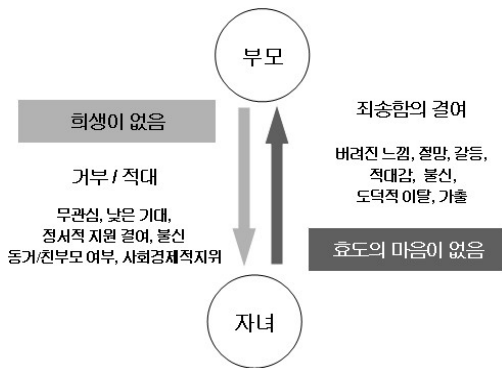 부모
희생이 없음
거부 / 적대
무관심, 낮은 기대,
정서적 지원 결여, 불신
동거/친부모 여부, 사회경제적지위
죄송함의 결여
버려진 느낌, 절망, 갈등,
적대감, 불신,
도덕적 이탈, 가출
효도의 마음이 없음
자녀